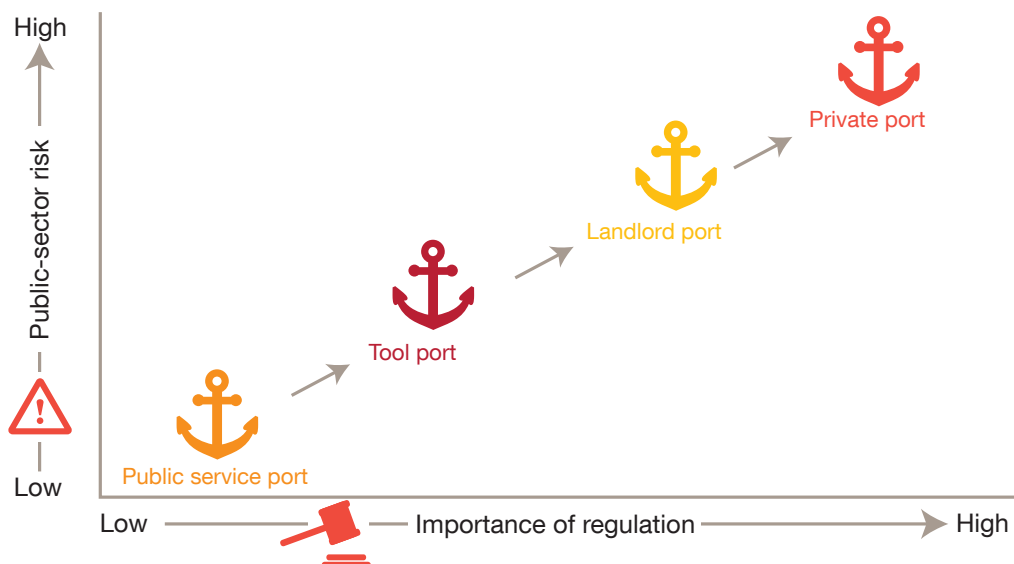 High
Private port
Public-sector risk
Landlord port
Tool port
!
Public service port
Low
Low
Importance of regulation
High